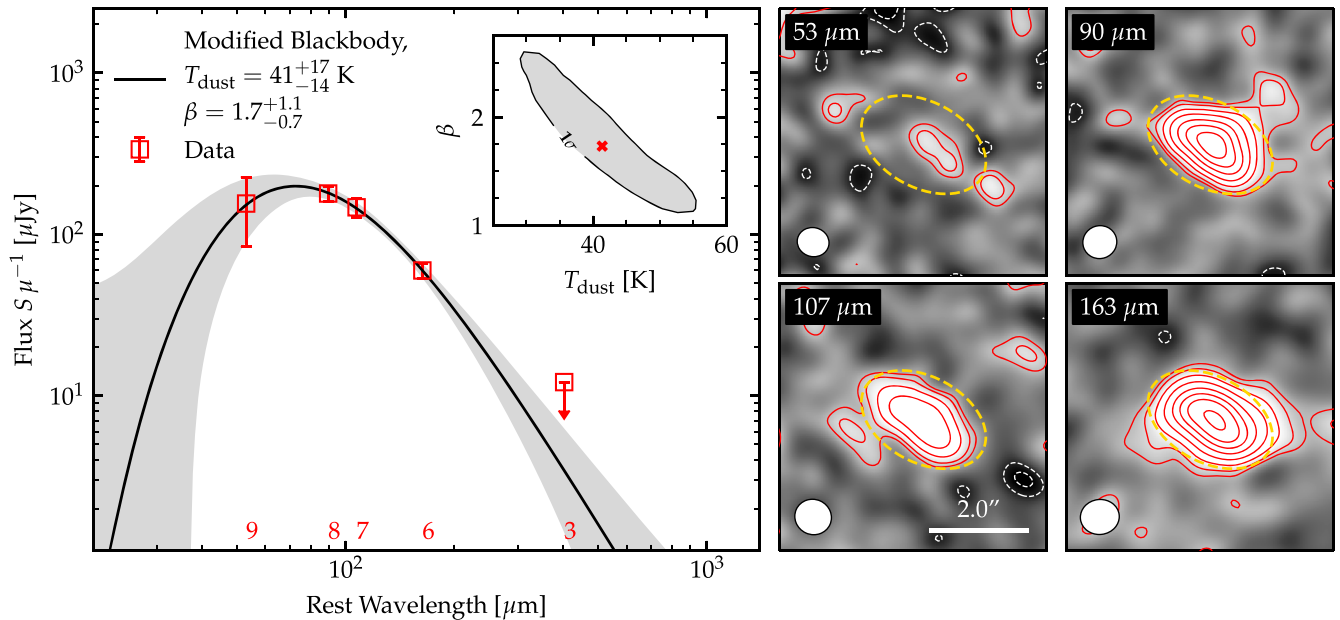 Modified Blackbody,
T_dust = 41^{+17}_{−14} K
β = 1.7^{+1.1}_{−0.7}
Data
Flux S μ⁻¹ [μJy]
10³
10²
10¹
9
8
7
6
3
10²
10³
Rest Wavelength [μm]
β
2
1
1σ
40
60
T_dust [K]
53 μm
90 μm
107 μm
163 μm
2.0″